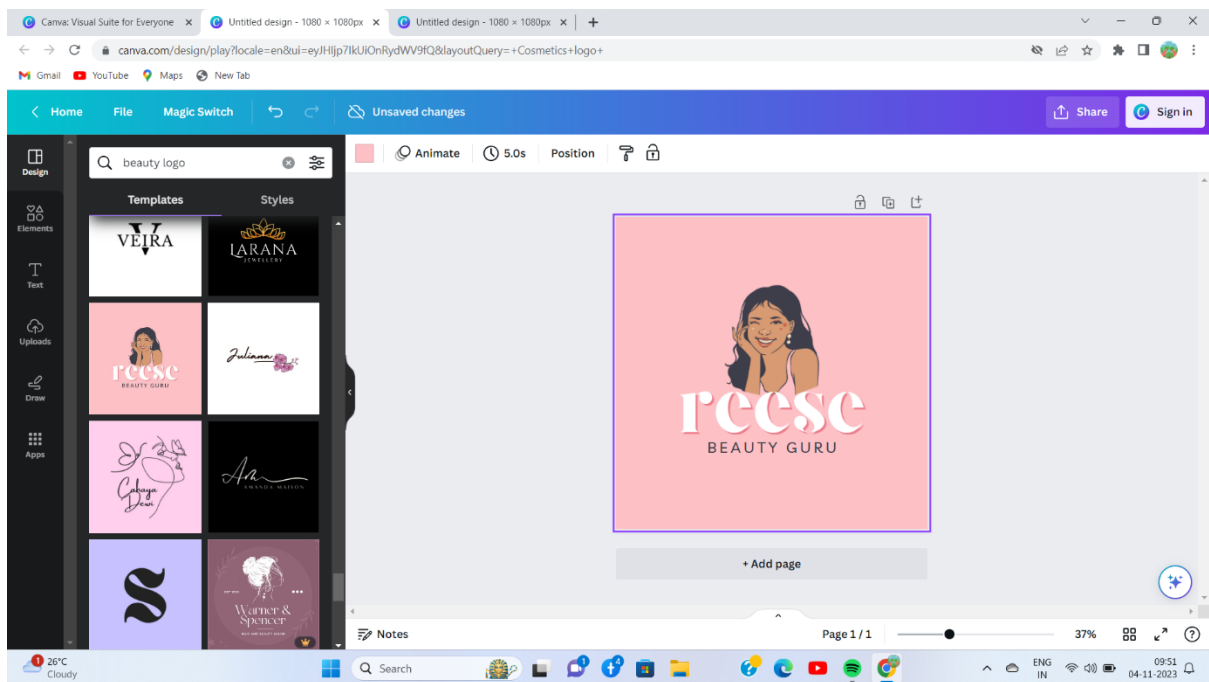 Canva: Visual Suite for Everyone
Untitled design - 1080 × 1080px
Untitled design - 1080 × 1080px
canva.com/design/play?locale=en&ui=eyJHIjp7IkUiOnRydWV9fQ&layoutQuery=+Cosmetics+logo+
Gmail YouTube Maps New Tab
Home File Magic Switch Unsaved changes Share Sign in
Design
Elements
Text
Uploads
Draw
Apps
beauty logo
Templates Styles
VEIRA
LARANA
JEWELLERY
reese
BEAUTY GURU
Juliana
Cahaya
Dewi
AMANDA MAISON
S
Warner &
Spencer
Animate 5.0s Position
reese
BEAUTY GURU
+ Add page
Notes Page 1 / 1 37%
1 26°C
Cloudy
Search
ENG
IN
09:51
04-11-2023